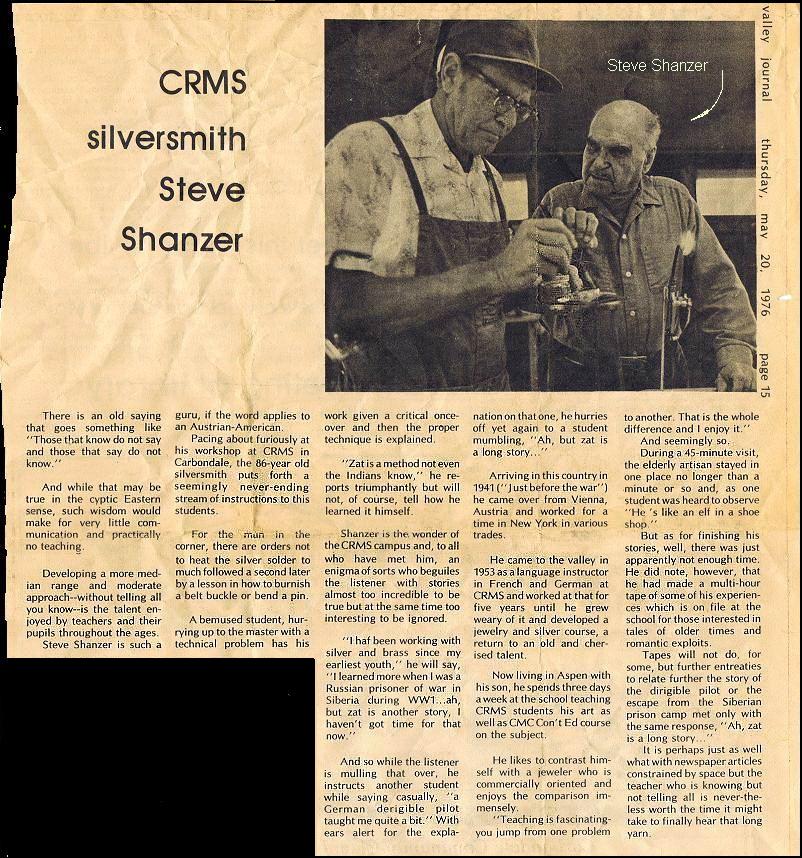 CRMS
silversmith
Steve
Shanzer
Steve Shanzer
valley journal thursday, may 20, 1976 page 15
There is an old saying
that goes something like
"Those that know do not say
and those that say do not
know."
And while that may be
true in the cyptic Eastern
sense, such wisdom would
make for very little com-
munication and practically
no teaching.
Developing a more med-
ian range and moderate
approach--without telling all
you know--is the talent en-
joyed by teachers and their
pupils throughout the ages.
Steve Shanzer is such a
guru, if the word applies to
an Austrian-American.
Pacing about furiously at
his workshop at CRMS in
Carbondale, the 86-year old
silversmith puts forth a
seemingly never-ending
stream of instructions to this
students.
For the man in the
corner, there are orders not
to heat the silver solder to
much followed a second later
by a lesson in how to burnish
a belt buckle or bend a pin.
A bemused student, hur-
rying up to the master with a
technical problem has his
work given a critical once-
over and then the proper
technique is explained.
"Zat is a method not even
the Indians know," he re-
ports triumphantly but will
not, of course, tell how he
learned it himself.
Shanzer is the wonder of
the CRMS campus and, to all
who have met him, an
enigma of sorts who beguiles
the listener with stories
almost too incredible to be
true but at the same time too
interesting to be ignored.
"I haf been working with
silver and brass since my
earliest youth," he will say,
"I learned more when I was a
Russian prisoner of war in
Siberia during WW1...ah,
but zat is another story, I
haven't got time for that
now."
And so while the listener
is mulling that over, he
instructs another student
while saying casually, "a
German derigible pilot
taught me quite a bit." With
ears alert for the expla-
nation on that one, he hurries
off yet again to a student
mumbling, "Ah, but zat is
a long story..."
Arriving in this country in
1941 ("Just before the war")
he came over from Vienna,
Austria and worked for a
time in New York in various
trades.
He came to the valley in
1953 as a language instructor
in French and German at
CRMS and worked at that for
five years until he grew
weary of it and developed a
jewelry and silver course, a
return to an old and cher-
ised talent.
Now living in Aspen with
his son, he spends three days
a week at the school teaching
CRMS students his art as
well as CMC Con't Ed course
on the subject.
He likes to contrast him-
self with a jeweler who is
commercially oriented and
enjoys the comparison im-
mensely.
"Teaching is fascinating-
you jump from one problem
to another. That is the whole
difference and I enjoy it."
And seemingly so.
During a 45-minute visit,
the elderly artisan stayed in
one place no longer than a
minute or so and, as one
student was heard to observe
"He 's like an elf in a shoe
shop."
But as for finishing his
stories, well, there was just
apparently not enough time.
He did note, however, that
he had made a multi-hour
tape of some of his experien-
ces which is on file at the
school for those interested in
tales of older times and
romantic exploits.
Tapes will not do, for
some, but further entreaties
to relate further the story of
the dirigible pilot or the
escape from the Siberian
prison camp met only with
the same response, "Ah, zat
is a long story..."
It is perhaps just as well
what with newspaper articles
constrained by space but the
teacher who is knowing but
not telling all is never-the-
less worth the time it might
take to finally hear that long
yarn.